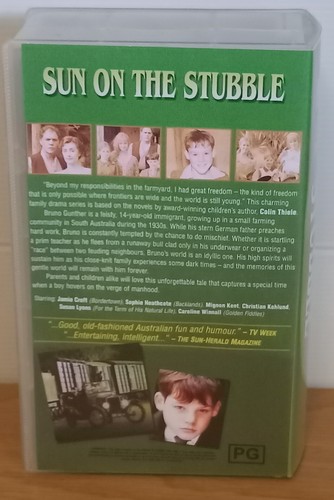 SUN ON THE STUBBLE
"Beyond my responsibilities in the farmyard, I had great freedom – the kind of freedom
that is only possible where frontiers are wide and the world still young." This charming
family drama series is based on the novels by award-winning children's author, Colin Thiele.
Bruno Gunther is a feisty, 14-year-old immigrant, growing up in a small farming
community in South Australia during the 1930s. While his stern German father preaches
hard work, Bruno is constantly tempted by the chance to do mischief. Whether it is startling
a prim teacher as he flees from a runaway bull clad only in his underwear or organizing a
"race" between two feuding neighbours, Bruno's world is an idyllic one. His high spirits will
sustain him as his close-knit family experiences some dark times – and the memories of this
gentle world will remain with him forever.
Parents and children alike will love this unforgettable tale that captures a special time
when a boy hovers on the verge of manhood.
Starring: Jamie Croft (Bordertown), Sophie Heathcote (Backlands), Mignon Kent, Christian Kohlund,
Susan Lyons (For the Term of His Natural Life), Caroline Winnall (Golden Fiddles)
"...Good, old-fashioned Australian fun and humour." – TV WEEK
"...Entertaining, intelligent..." – THE SUN-HERALD MAGAZINE
PG